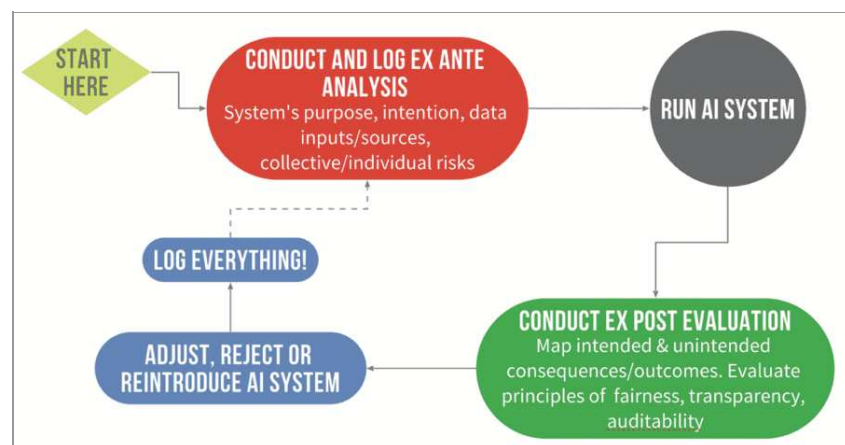 START
HERE
CONDUCT AND LOG EX ANTE
ANALYSIS
System's purpose, intention, data
inputs/sources,
collective/individual risks
RUN AI SYSTEM
LOG EVERYTHING!
CONDUCT EX POST EVALUATION
Map intended & unintended
consequences/outcomes. Evaluate
principles of fairness, transparency,
auditability
ADJUST, REJECT OR
REINTRODUCE AI SYSTEM